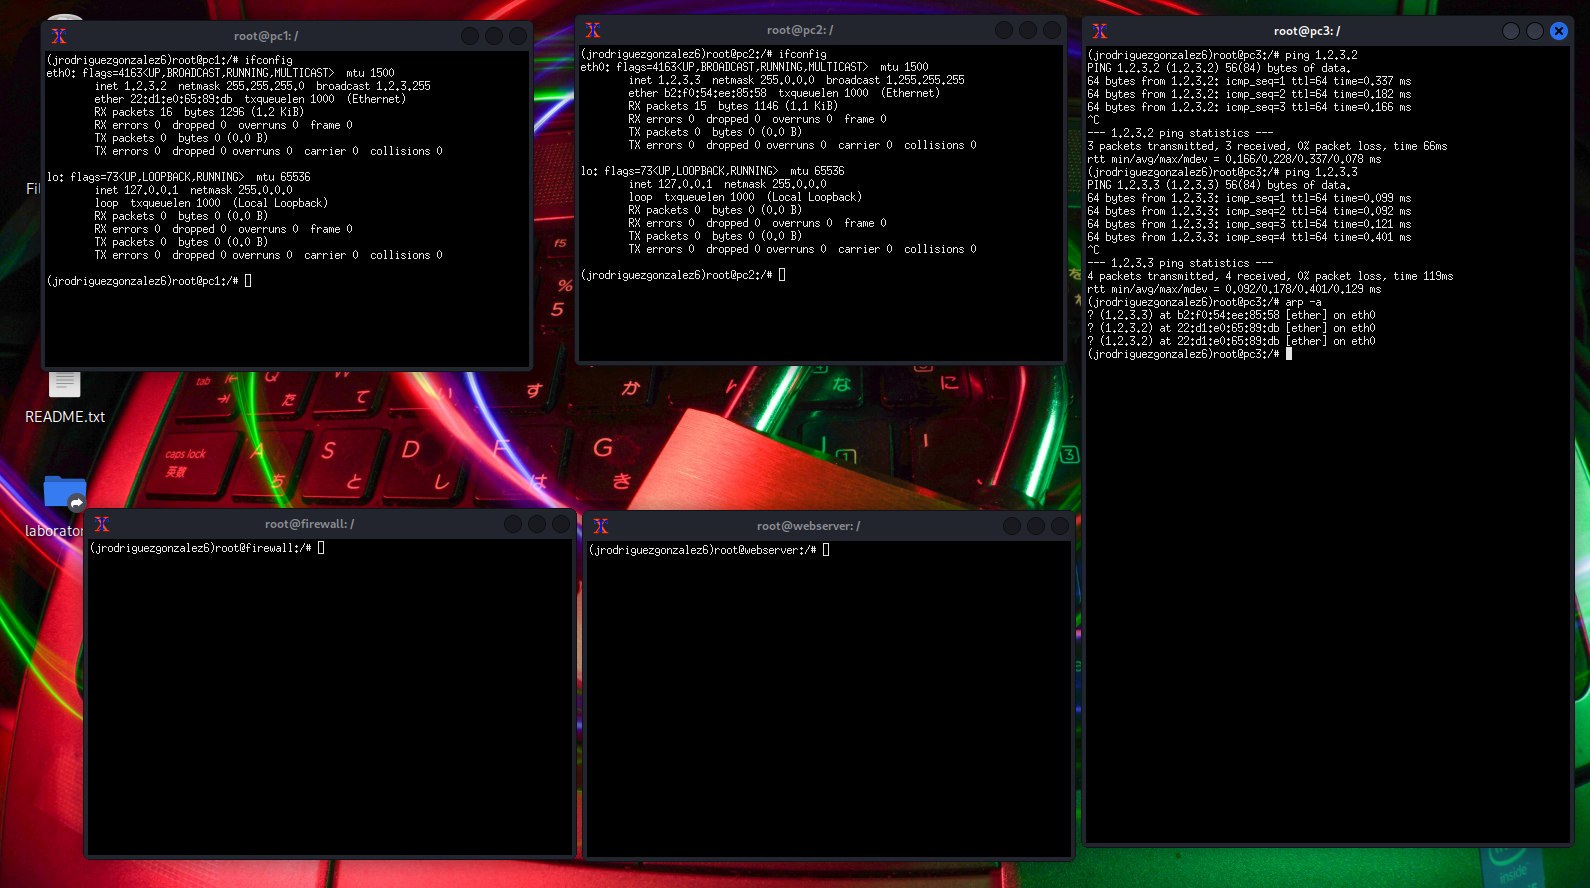 root@pc1: /
(jrodriguezgonzalez6)root@pc1:/# ifconfig
eth0: flags=4163<UP,BROADCAST,RUNNING,MULTICAST>  mtu 1500
        inet 1.2.3.2  netmask 255.255.255.0  broadcast 1.2.3.255
        ether 22:d1:e0:65:89:db  txqueuelen 1000  (Ethernet)
        RX packets 16  bytes 1296 (1.2 KiB)
        RX errors 0  dropped 0  overruns 0  frame 0
        TX packets 0  bytes 0 (0.0 B)
        TX errors 0  dropped 0 overruns 0  carrier 0  collisions 0
lo: flags=73<UP,LOOPBACK,RUNNING>  mtu 65536
        inet 127.0.0.1  netmask 255.0.0.0
        loop  txqueuelen 1000  (Local Loopback)
        RX packets 0  bytes 0 (0.0 B)
        RX errors 0  dropped 0  overruns 0  frame 0
        TX packets 0  bytes 0 (0.0 B)
        TX errors 0  dropped 0 overruns 0  carrier 0  collisions 0
(jrodriguezgonzalez6)root@pc1:/#
root@pc2: /
(jrodriguezgonzalez6)root@pc2:/# ifconfig
eth0: flags=4163<UP,BROADCAST,RUNNING,MULTICAST>  mtu 1500
        inet 1.2.3.3  netmask 255.0.0.0  broadcast 1.255.255.255
        ether b2:f0:54:ee:85:58  txqueuelen 1000  (Ethernet)
        RX packets 15  bytes 1146 (1.1 KiB)
        RX errors 0  dropped 0  overruns 0  frame 0
        TX packets 0  bytes 0 (0.0 B)
        TX errors 0  dropped 0 overruns 0  carrier 0  collisions 0
lo: flags=73<UP,LOOPBACK,RUNNING>  mtu 65536
        inet 127.0.0.1  netmask 255.0.0.0
        loop  txqueuelen 1000  (Local Loopback)
        RX packets 0  bytes 0 (0.0 B)
        RX errors 0  dropped 0  overruns 0  frame 0
        TX packets 0  bytes 0 (0.0 B)
        TX errors 0  dropped 0 overruns 0  carrier 0  collisions 0
(jrodriguezgonzalez6)root@pc2:/#
root@pc3: /
(jrodriguezgonzalez6)root@pc3:/# ping 1.2.3.2
PING 1.2.3.2 (1.2.3.2) 56(84) bytes of data.
64 bytes from 1.2.3.2: icmp_seq=1 ttl=64 time=0.337 ms
64 bytes from 1.2.3.2: icmp_seq=2 ttl=64 time=0.182 ms
64 bytes from 1.2.3.2: icmp_seq=3 ttl=64 time=0.166 ms
^C
--- 1.2.3.2 ping statistics ---
3 packets transmitted, 3 received, 0% packet loss, time 66ms
rtt min/avg/max/mdev = 0.166/0.228/0.337/0.078 ms
(jrodriguezgonzalez6)root@pc3:/# ping 1.2.3.3
PING 1.2.3.3 (1.2.3.3) 56(84) bytes of data.
64 bytes from 1.2.3.3: icmp_seq=1 ttl=64 time=0.099 ms
64 bytes from 1.2.3.3: icmp_seq=2 ttl=64 time=0.092 ms
64 bytes from 1.2.3.3: icmp_seq=3 ttl=64 time=0.121 ms
64 bytes from 1.2.3.3: icmp_seq=4 ttl=64 time=0.401 ms
^C
--- 1.2.3.3 ping statistics ---
4 packets transmitted, 4 received, 0% packet loss, time 119ms
rtt min/avg/max/mdev = 0.092/0.178/0.401/0.129 ms
(jrodriguezgonzalez6)root@pc3:/# arp -a
? (1.2.3.3) at b2:f0:54:ee:85:58 [ether] on eth0
? (1.2.3.2) at 22:d1:e0:65:89:db [ether] on eth0
? (1.2.3.2) at 22:d1:e0:65:89:db [ether] on eth0
(jrodriguezgonzalez6)root@pc3:/#
Fil
f5
%
5
README.txt
tab
Q
W
て
い
す
か
な
に
caps lock
英数
A
ち
S
と
D
し
F
は
G
き
J
3
laborator
root@firewall: /
(jrodriguezgonzalez6)root@firewall:/#
root@webserver: /
(jrodriguezgonzalez6)root@webserver:/#
intel
inside